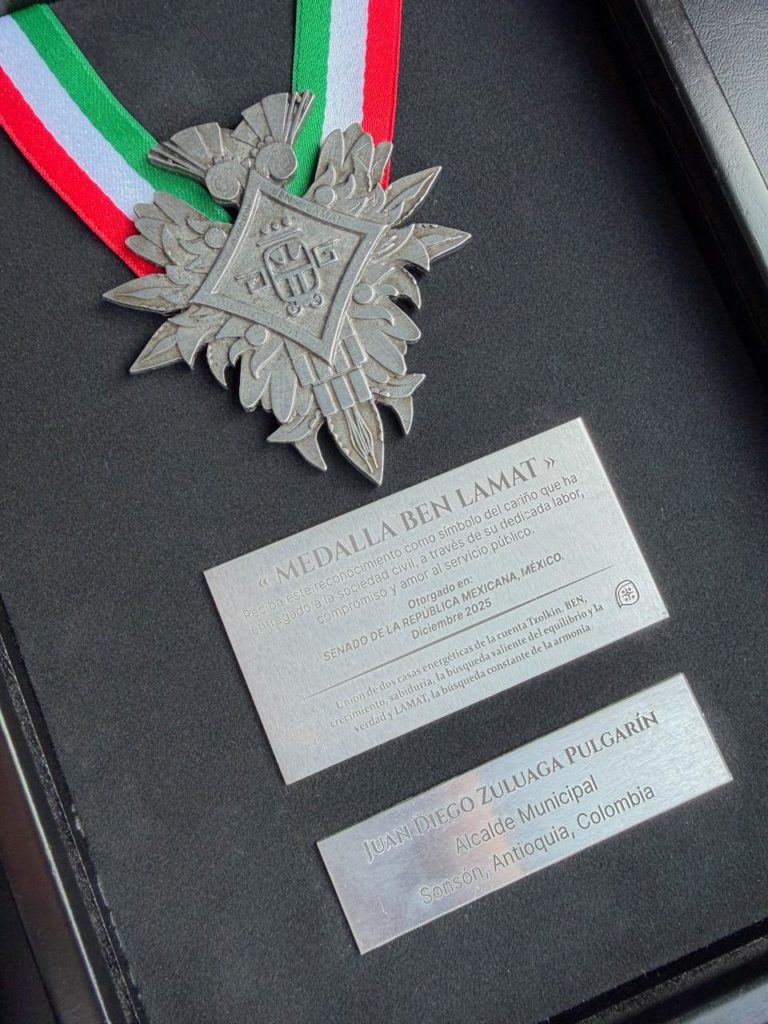 BEN LAMAT
« MEDALLA BEN LAMAT »
Reciba este reconocimiento como símbolo del cariño que ha
entregado a la sociedad civil, a través de su dedicada labor,
compromiso y amor al servicio público.
Otorgado en:
SENADO DE LA REPÚBLICA MEXICANA, MÉXICO.
Diciembre 2025
Unión de dos casas energéticas de la cuenta Tzolkin. BEN,
crecimiento, sabiduría, la búsqueda valiente del equilibrio y la
verdad y LAMAT, la búsqueda constante de la armonía
JUAN DIEGO ZULUAGA PULGARÍN
Alcalde Municipal
Sonsón, Antioquia, Colombia